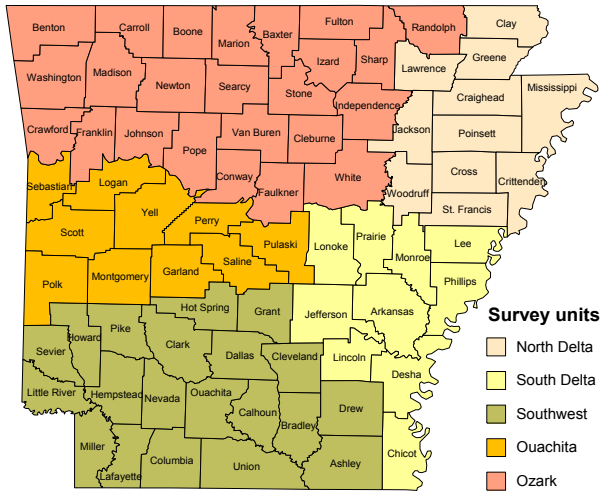 Benton
Carroll
Boone
Marion
Baxter
Fulton
Randolph
Clay
Washington
Madison
Newton
Searcy
Stone
Izard
Sharp
Lawrence
Greene
Mississippi
Independence
Craighead
Crawford
Franklin
Johnson
Pope
Van Buren
Cleburne
Jackson
Poinsett
Sebastian
Logan
Conway
Faulkner
White
Woodruff
Cross
Crittenden
St. Francis
Scott
Yell
Perry
Pulaski
Saline
Lonoke
Prairie
Monroe
Lee
Phillips
Polk
Montgomery
Garland
Hot Spring
Grant
Jefferson
Arkansas
Survey units
North Delta
South Delta
Southwest
Ouachita
Ozark
Sevier
Howard
Pike
Clark
Dallas
Cleveland
Lincoln
Desha
Little River
Hempstead
Nevada
Ouachita
Calhoun
Bradley
Drew
Miller
Lafayette
Columbia
Union
Ashley
Chicot